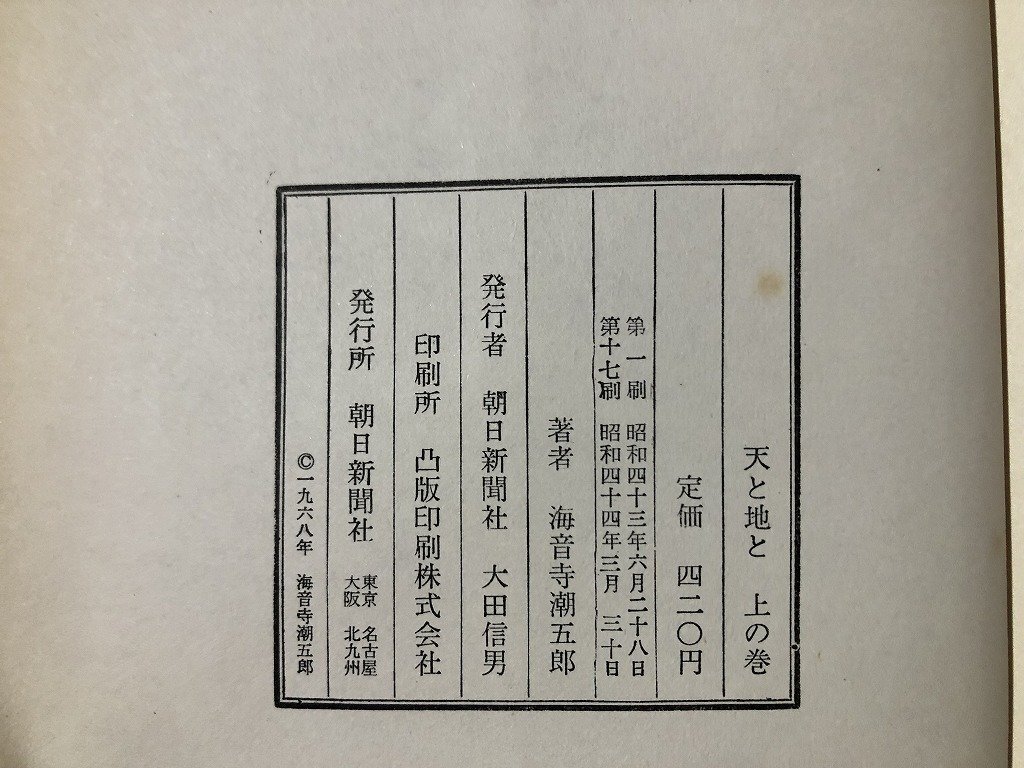 天と地と　上の巻
定価　四二〇円
第一刷　昭和四十三年六月二十八日
第十七刷　昭和四十四年三月　三十日
著者　海音寺潮五郎
発行者　朝日新聞社　大田信男
印刷所　凸版印刷株式会社
発行所　朝日新聞社
東京　名古屋
大阪　北九州
©一九六八年　海音寺潮五郎